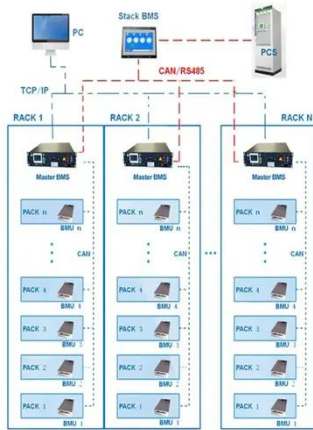 PC
Stack BMS
PCS
CAN/RS485
TCP/IP
RACK 1
RACK 2
RACK N
Master BMS
Master BMS
Master BMS
PACK n
BMU n
PACK n
BMU n
PACK n
BMU n
CAN
CAN
PACK 4
BMU 4
PACK 4
BMU 4
PACK 4
BMU 4
PACK 3
BMU 3
PACK 3
BMU 3
PACK 3
BMU 3
PACK 2
BMU 2
PACK 2
BMU 2
PACK 2
BMU 2
PACK 1
BMU 1
PACK 1
BMU 1
PACK 1
BMU 1